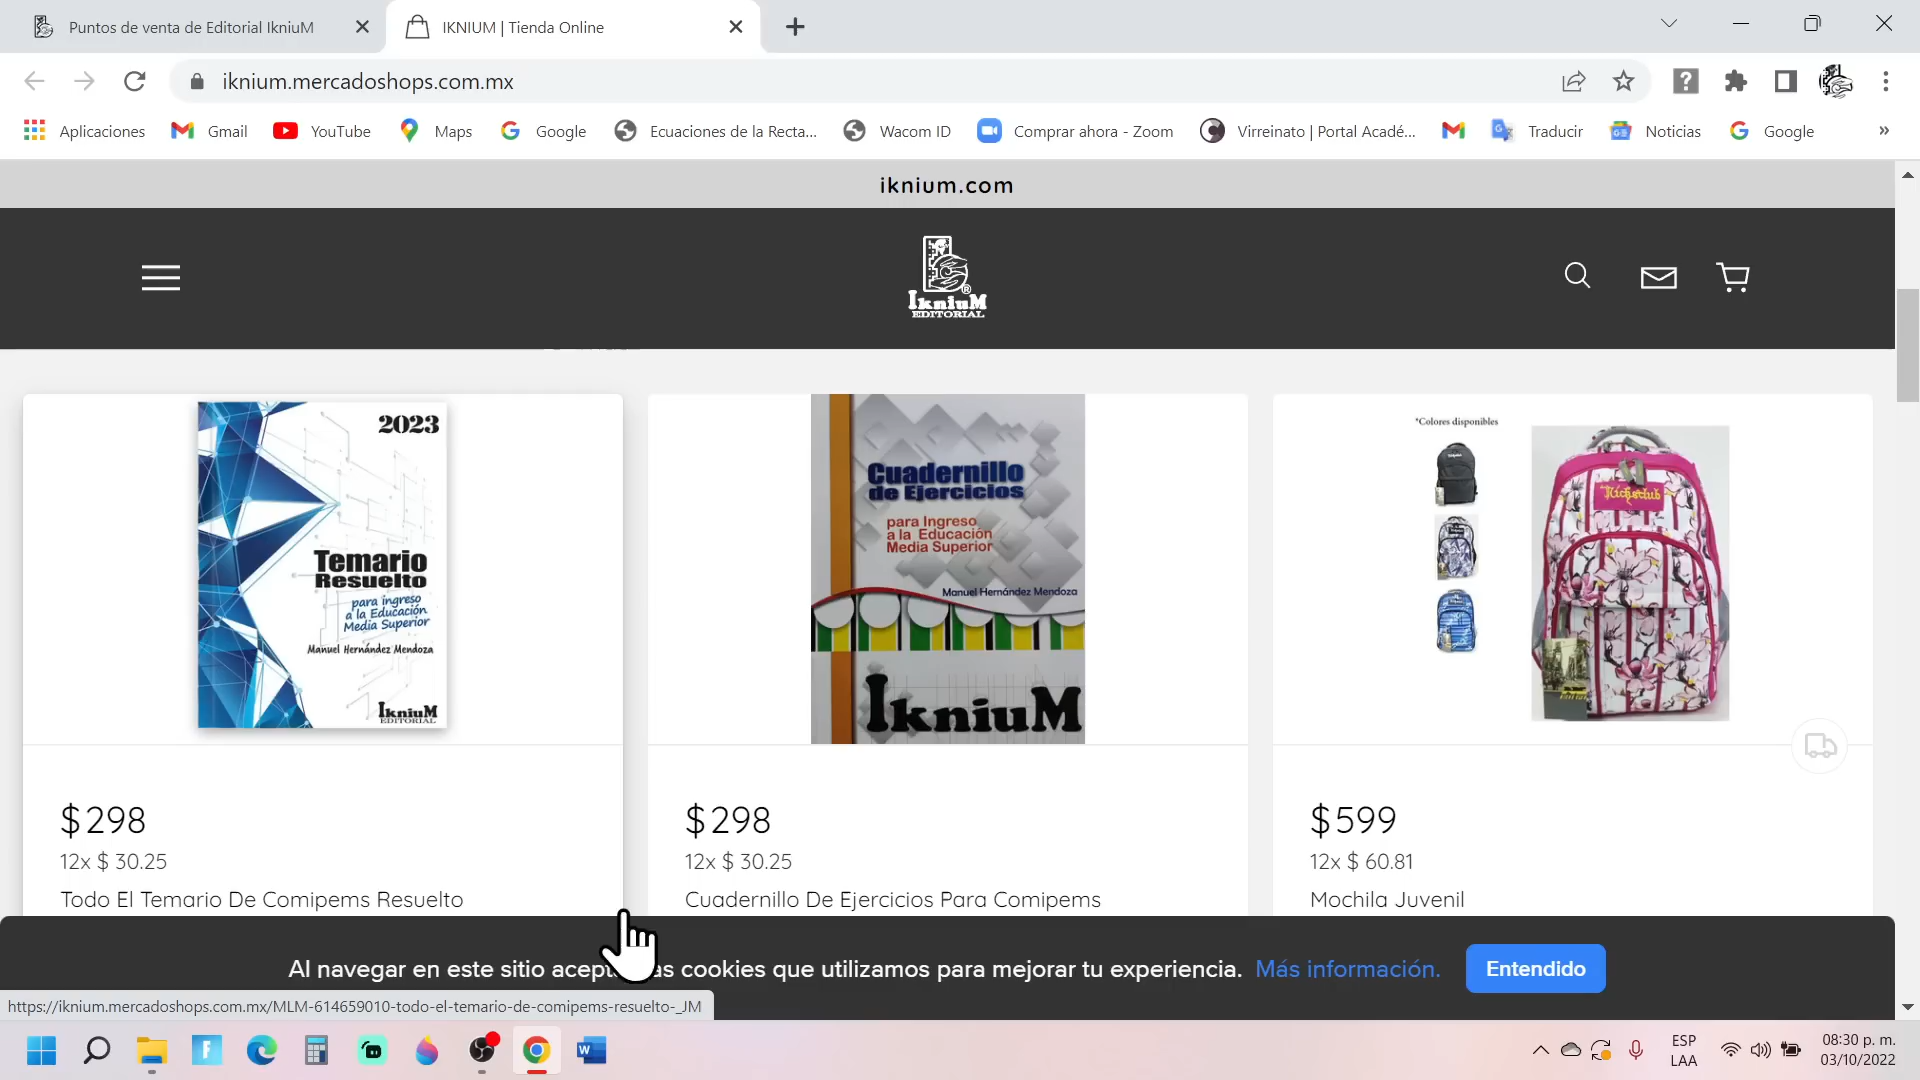 Puntos de venta de Editorial IkniuM
IKNIUM | Tienda Online
iknium.mercadoshops.com.mx
Aplicaciones
Gmail
YouTube
Maps
Google
Ecuaciones de la Recta...
Wacom ID
Comprar ahora - Zoom
Virreinato | Portal Acadé...
Traducir
Noticias
Google
»
iknium.com
IkniuM®
EDITORIAL
2023
Temario
Resuelto
para ingreso
a la Educación
Media Superior
Manuel Hernández Mendoza
IkniuM
EDITORIAL
Cuadernillo
de Ejercicios
para Ingreso
a la Educación
Media Superior
Manuel Hernández Mendoza
IkniuM
*Colores disponibles
$298
12x $ 30.25
Todo El Temario De Comipems Resuelto
$298
12x $ 30.25
Cuadernillo De Ejercicios Para Comipems
$599
12x $ 60.81
Mochila Juvenil
Al navegar en este sitio acept as cookies que utilizamos para mejorar tu experiencia. Más información.
Entendido
https://iknium.mercadoshops.com.mx/MLM-614659010-todo-el-temario-de-comipems-resuelto-_JM
ESP
LAA
08:30 p. m.
03/10/2022